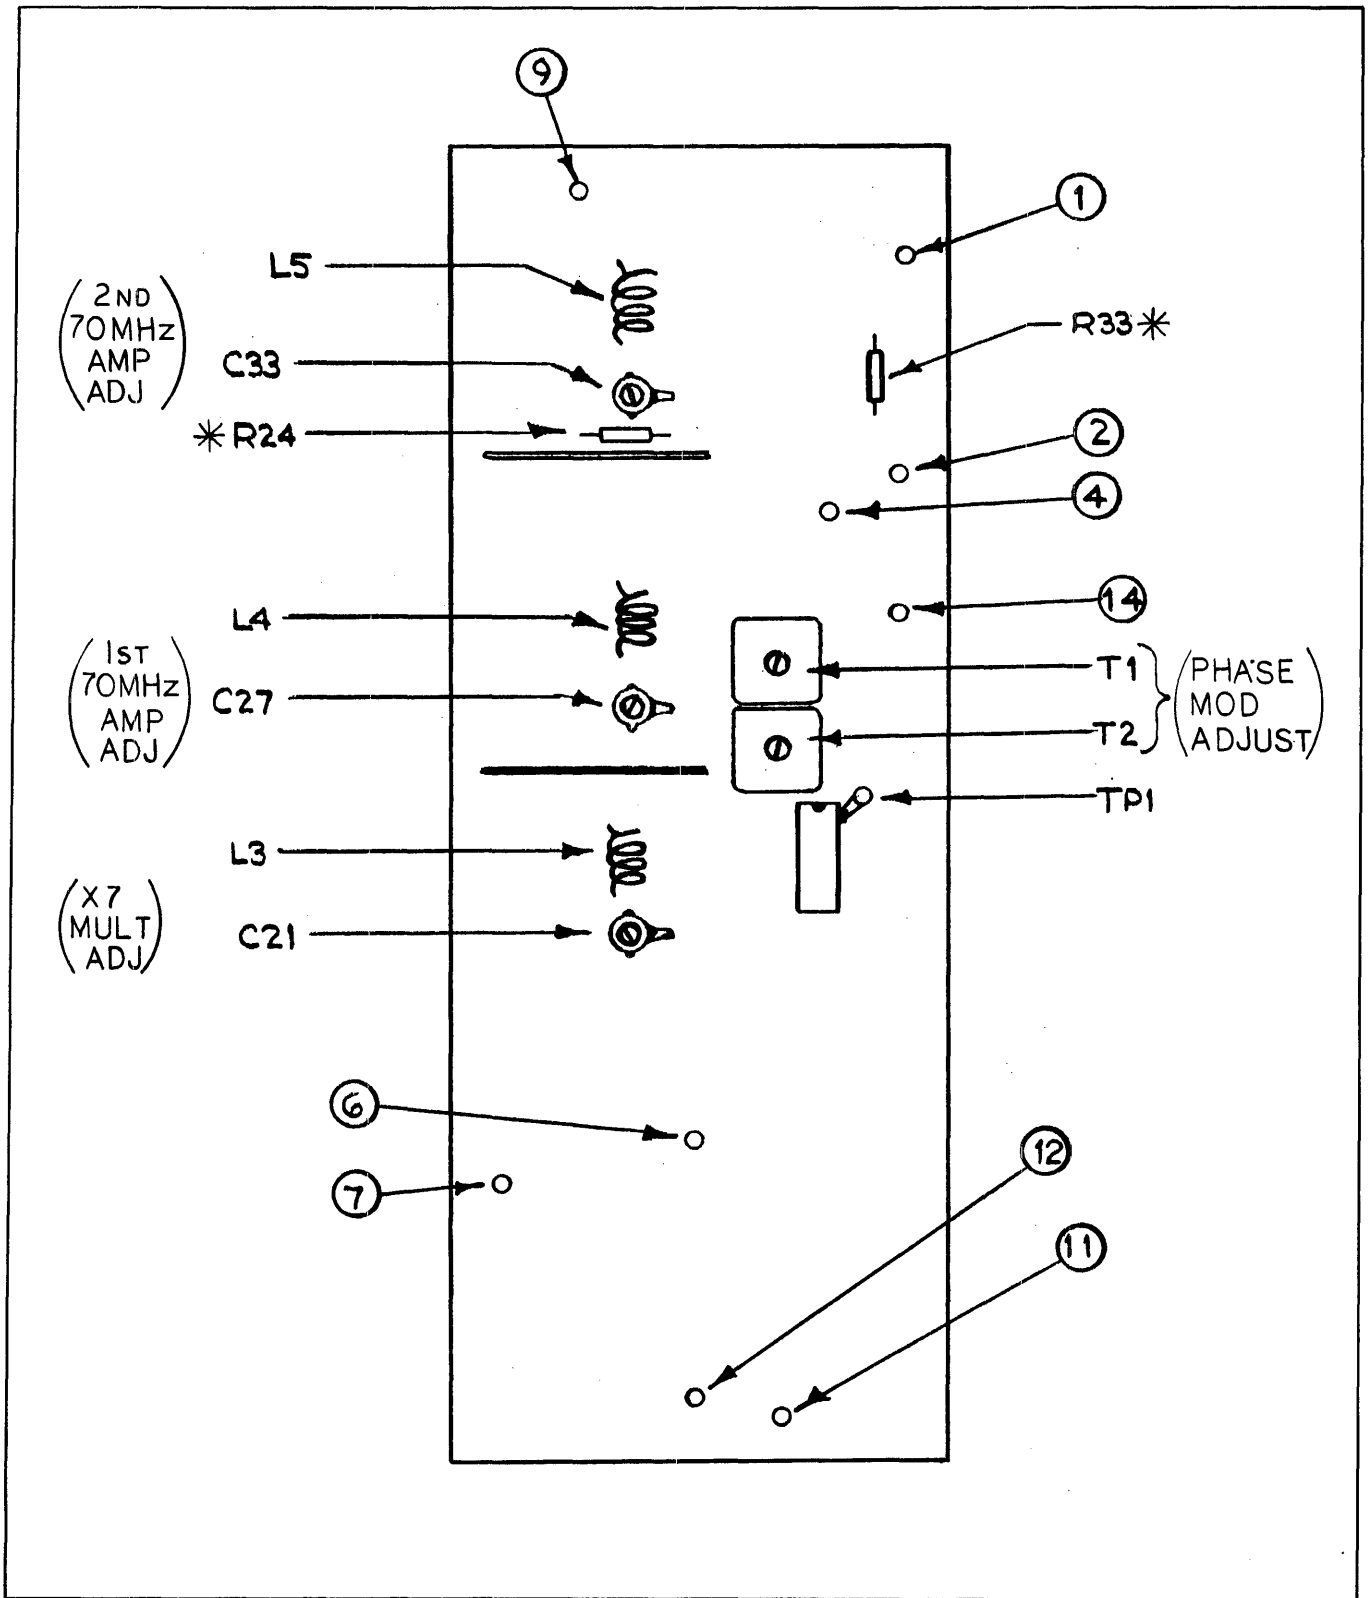 9
1
L5
(2ND
70MHz
AMP
ADJ)
R33*
C33
*R24
2
4
14
L4
(1ST
70MHz
AMP
ADJ)
C27
T1
T2
(PHASE
MOD
ADJUST)
TP1
L3
(X7
MULT
ADJ)
C21
6
7
12
11